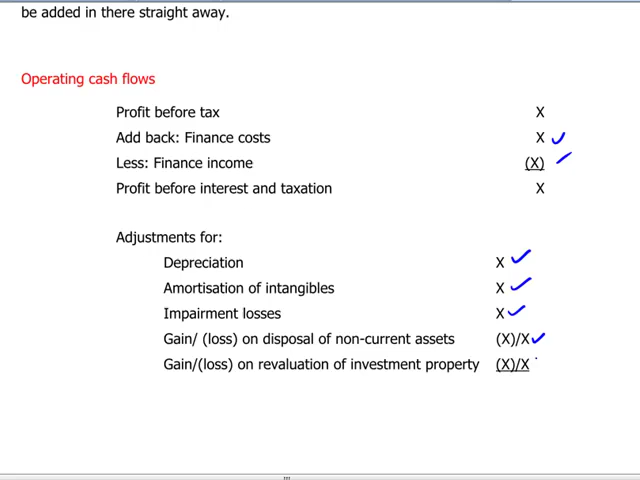 be added in there straight away.
Operating cash flows
Profit before tax X
Add back: Finance costs X
Less: Finance income (X)
Profit before interest and taxation X
Adjustments for:
Depreciation X
Amortisation of intangibles X
Impairment losses X
Gain/ (loss) on disposal of non-current assets (X)/X
Gain/(loss) on revaluation of investment property (X)/X